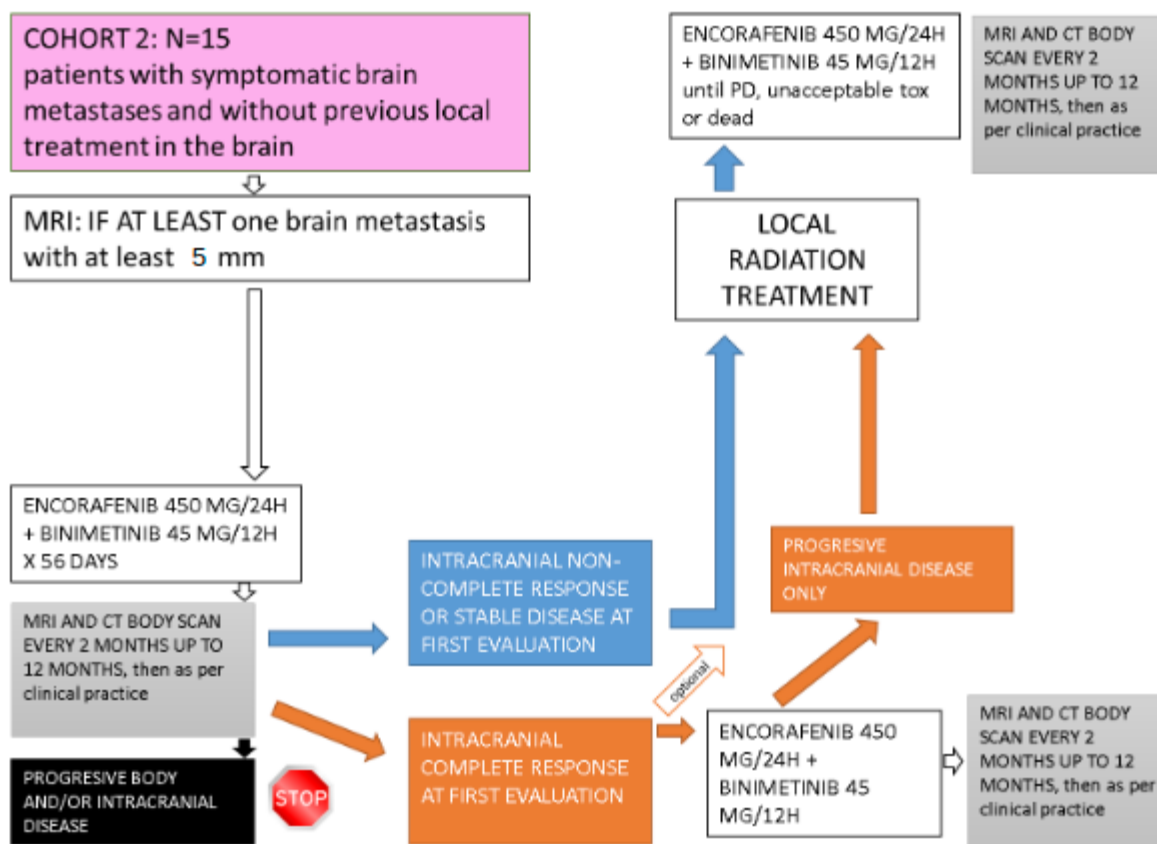 COHORT 2: N=15
patients with symptomatic brain
metastases and without previous local
treatment in the brain
MRI: IF AT LEAST one brain metastasis
with at least 5 mm
ENCORAFENIB 450 MG/24H
+ BINIMETINIB 45 MG/12H
X 56 DAYS
MRI AND CT BODY SCAN
EVERY 2 MONTHS UP TO
12 MONTHS, then as per
clinical practice
PROGRESIVE BODY
AND/OR INTRACRANIAL
DISEASE
STOP
INTRACRANIAL NON-
COMPLETE RESPONSE
OR STABLE DISEASE AT
FIRST EVALUATION
INTRACRANIAL
COMPLETE RESPONSE
AT FIRST EVALUATION
optional
ENCORAFENIB 450 MG/24H
+ BINIMETINIB 45 MG/12H
until PD, unacceptable tox
or dead
MRI AND CT BODY
SCAN EVERY 2
MONTHS UP TO 12
MONTHS, then as
per clinical practice
LOCAL
RADIATION
TREATMENT
PROGRESIVE
INTRACRANIAL DISEASE
ONLY
ENCORAFENIB 450
MG/24H +
BINIMETINIB 45
MG/12H
MRI AND CT BODY
SCAN EVERY 2
MONTHS UP TO 12
MONTHS, then as per
clinical practice